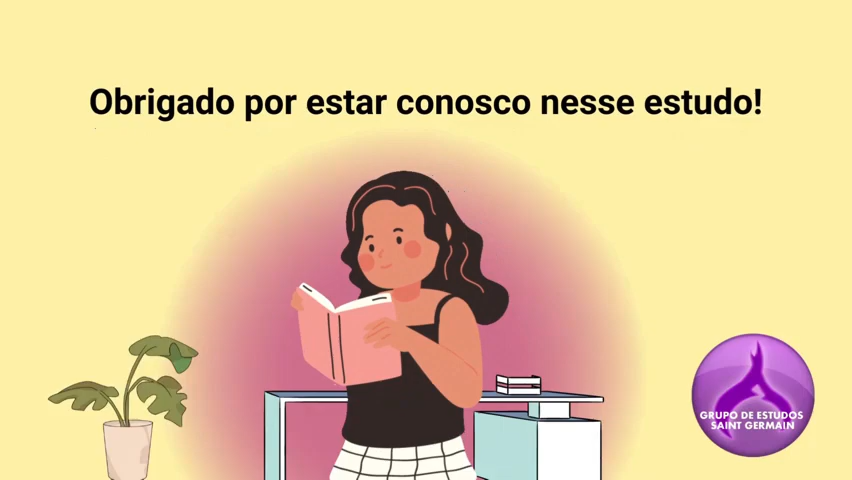 Obrigado por estar conosco nesse estudo!
GRUPO DE ESTUDOS
SAINT GERMAIN